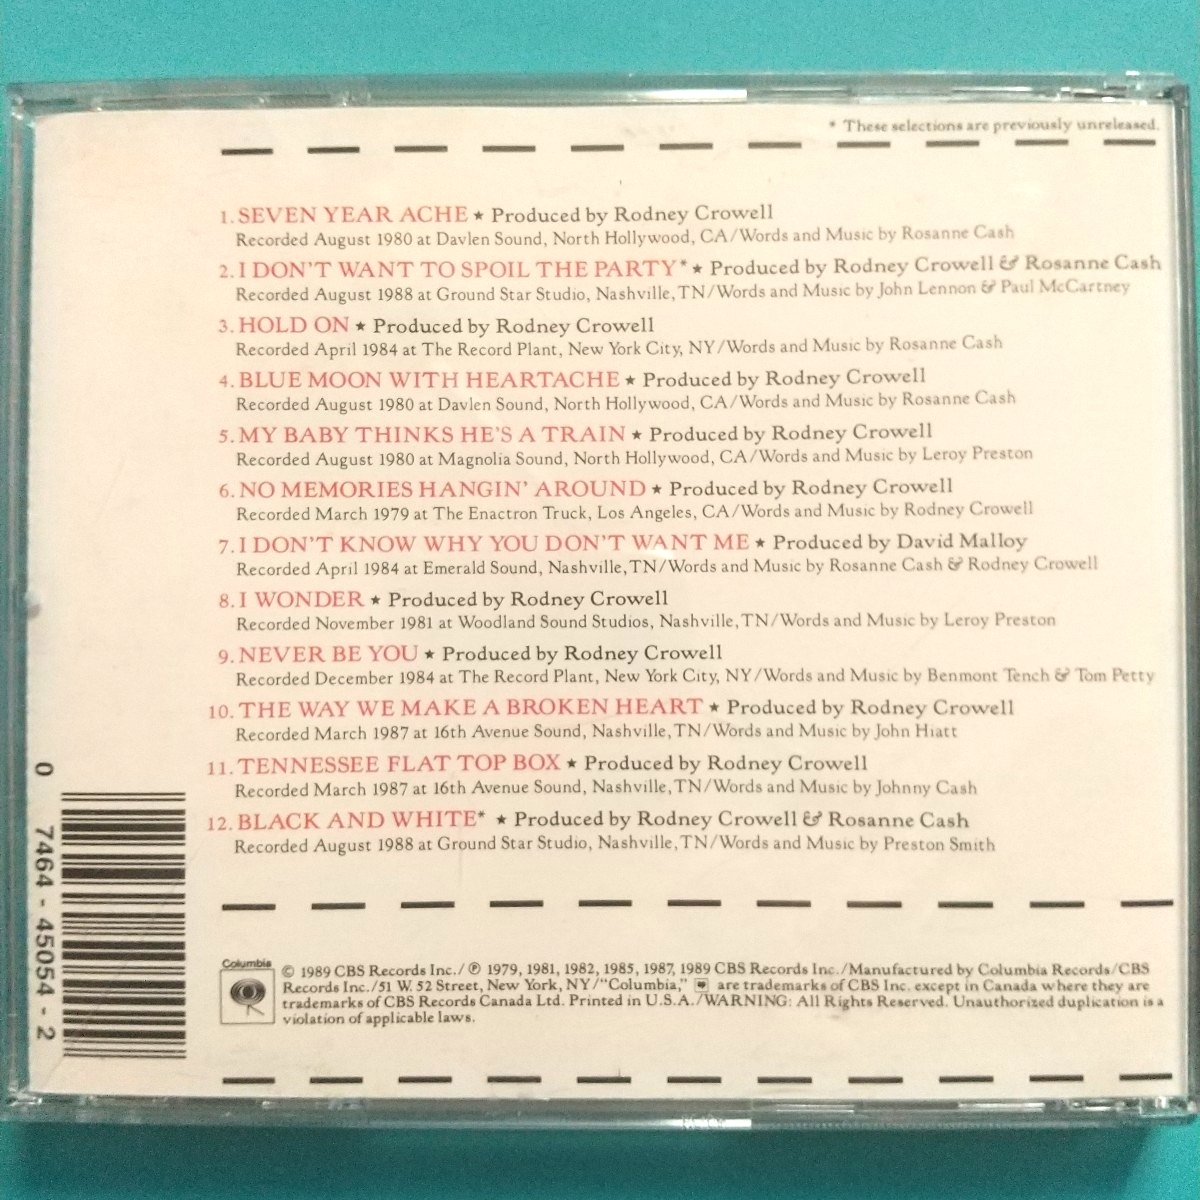 * These selections are previously unreleased.
1. SEVEN YEAR ACHE ★ Produced by Rodney Crowell
Recorded August 1980 at Davlen Sound, North Hollywood, CA/Words and Music by Rosanne Cash
2. I DON'T WANT TO SPOIL THE PARTY* ★ Produced by Rodney Crowell & Rosanne Cash
Recorded August 1988 at Ground Star Studio, Nashville, TN/Words and Music by John Lennon & Paul McCartney
3. HOLD ON ★ Produced by Rodney Crowell
Recorded April 1984 at The Record Plant, New York City, NY/Words and Music by Rosanne Cash
4. BLUE MOON WITH HEARTACHE ★ Produced by Rodney Crowell
Recorded August 1980 at Davlen Sound, North Hollywood, CA/Words and Music by Rosanne Cash
5. MY BABY THINKS HE'S A TRAIN ★ Produced by Rodney Crowell
Recorded August 1980 at Magnolia Sound, North Hollywood, CA/Words and Music by Leroy Preston
6. NO MEMORIES HANGIN' AROUND ★ Produced by Rodney Crowell
Recorded March 1979 at The Enactron Truck, Los Angeles, CA/Words and Music by Rodney Crowell
7. I DON'T KNOW WHY YOU DON'T WANT ME ★ Produced by David Malloy
Recorded April 1984 at Emerald Sound, Nashville, TN/Words and Music by Rosanne Cash & Rodney Crowell
8. I WONDER ★ Produced by Rodney Crowell
Recorded November 1981 at Woodland Sound Studios, Nashville, TN/Words and Music by Leroy Preston
9. NEVER BE YOU ★ Produced by Rodney Crowell
Recorded December 1984 at The Record Plant, New York City, NY/Words and Music by Benmont Tench & Tom Petty
10. THE WAY WE MAKE A BROKEN HEART ★ Produced by Rodney Crowell
Recorded March 1987 at 16th Avenue Sound, Nashville, TN/Words and Music by John Hiatt
11. TENNESSEE FLAT TOP BOX ★ Produced by Rodney Crowell
Recorded March 1987 at 16th Avenue Sound, Nashville, TN/Words and Music by Johnny Cash
12. BLACK AND WHITE* ★ Produced by Rodney Crowell & Rosanne Cash
Recorded August 1988 at Ground Star Studio, Nashville, TN/Words and Music by Preston Smith
0 7464-45054-2
Columbia
© 1989 CBS Records Inc./ ℗ 1979, 1981, 1982, 1985, 1987, 1989 CBS Records Inc./Manufactured by Columbia Records/CBS
Records Inc./51 W. 52 Street, New York, NY/"Columbia," are trademarks of CBS Inc. except in Canada where they are
trademarks of CBS Records Canada Ltd. Printed in U.S.A./WARNING: All Rights Reserved. Unauthorized duplication is a
violation of applicable laws.